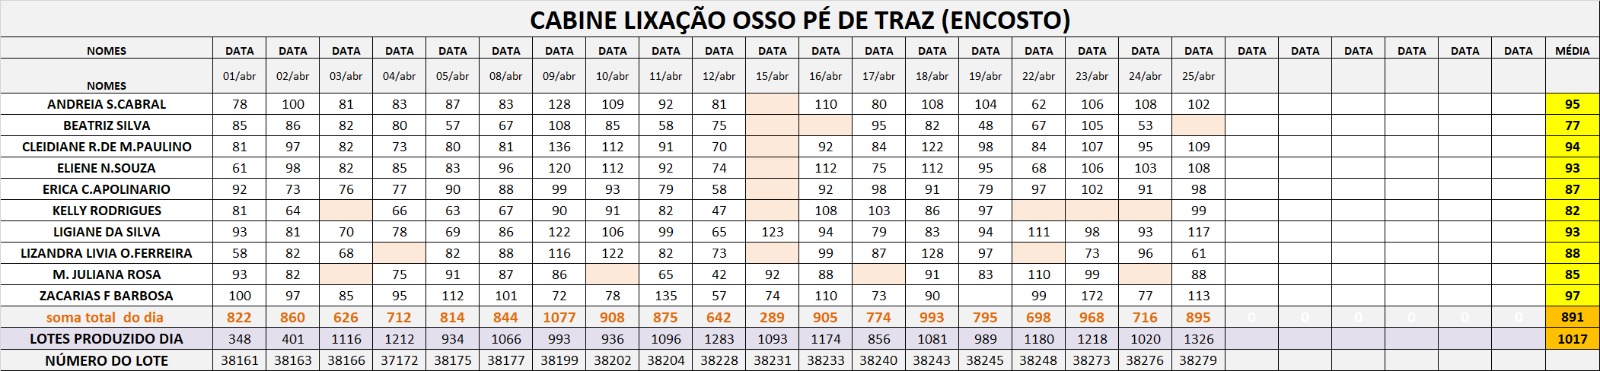 CABINE LIXAÇÃO OSSO PÉ DE TRAZ (ENCOSTO)
NOMES DATA DATA DATA DATA DATA DATA DATA DATA DATA DATA DATA DATA DATA DATA DATA DATA DATA DATA DATA DATA DATA DATA DATA DATA DATA MÉDIA
NOMES 01/abr 02/abr 03/abr 04/abr 05/abr 08/abr 09/abr 10/abr 11/abr 12/abr 15/abr 16/abr 17/abr 18/abr 19/abr 22/abr 23/abr 24/abr 25/abr
ANDREIA S.CABRAL 78 100 81 83 87 83 128 109 92 81 110 80 108 104 62 106 108 102 95
BEATRIZ SILVA 85 86 82 80 57 67 108 85 58 75 95 82 48 67 105 53 77
CLEIDIANE R.DE M.PAULINO 81 97 82 73 80 81 136 112 91 70 92 84 122 98 84 107 95 109 94
ELIENE N.SOUZA 61 98 82 85 83 96 120 112 92 74 112 75 112 95 68 106 103 108 93
ERICA C.APOLINARIO 92 73 76 77 90 88 99 93 79 58 92 98 91 79 97 102 91 98 87
KELLY RODRIGUES 81 64 66 63 67 90 91 82 47 108 103 86 97 99 82
LIGIANE DA SILVA 93 81 70 78 69 86 122 106 99 65 123 94 79 83 94 111 98 93 117 93
LIZANDRA LIVIA O.FERREIRA 58 82 68 82 88 116 122 82 73 99 87 128 97 73 96 61 88
M. JULIANA ROSA 93 82 75 91 87 86 65 42 92 88 91 83 110 99 88 85
ZACARIAS F BARBOSA 100 97 85 95 112 101 72 78 135 57 74 110 73 90 99 172 77 113 97
soma total do dia 822 860 626 712 814 844 1077 908 875 642 289 905 774 993 795 698 968 716 895 0 0 0 0 0 0 891
LOTES PRODUZIDO DIA 348 401 1116 1212 934 1066 993 936 1096 1283 1093 1174 856 1081 989 1180 1218 1020 1326 1017
NÚMERO DO LOTE 38161 38163 38166 37172 38175 38177 38199 38202 38204 38228 38231 38233 38240 38243 38245 38248 38273 38276 38279